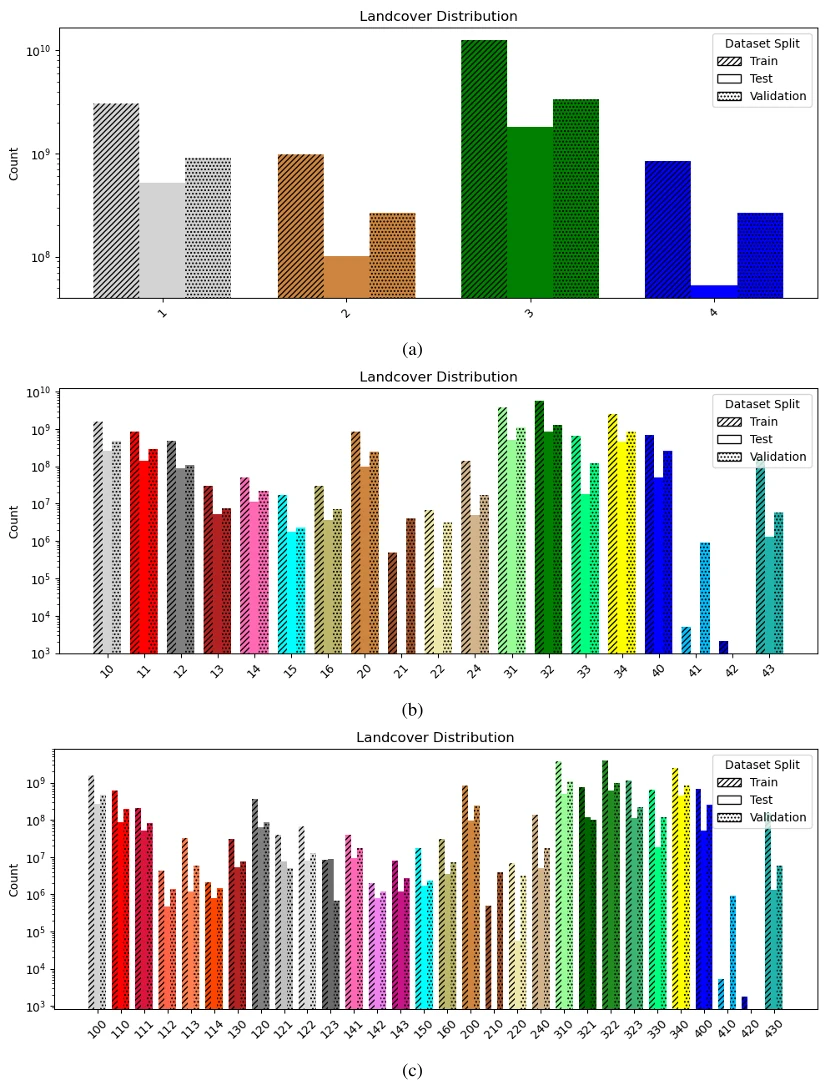 Landcover Distribution
Dataset Split
Train
Test
Validation
Count
10^10
10^9
10^8
1 2 3 4
(a)
Landcover Distribution
Dataset Split
Train
Test
Validation
Count
10^10
10^9
10^8
10^7
10^6
10^5
10^4
10^3
10 11 12 13 14 15 16 20 21 22 24 31 32 33 34 40 41 42 43
(b)
Landcover Distribution
Dataset Split
Train
Test
Validation
Count
10^9
10^8
10^7
10^6
10^5
10^4
10^3
100 110 111 112 113 114 130 120 121 122 123 141 142 143 150 160 200 210 220 240 310 321 322 323 330 340 400 410 420 430
(c)